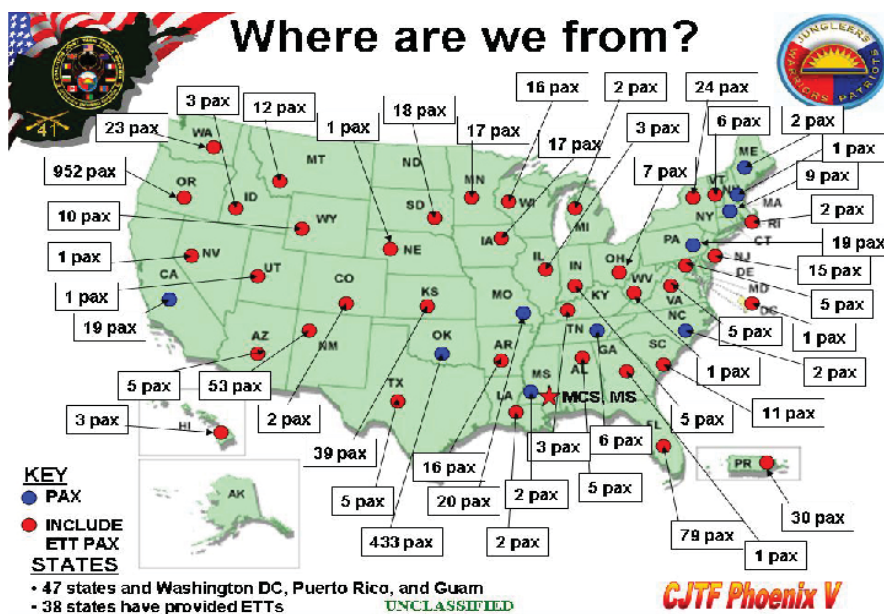 Where are we from?
JUNGLEERS
WARRIORS PATRIOTS
41
16 pax
2 pax
24 pax
3 pax
12 pax
18 pax
6 pax
2 pax
23 pax
1 pax
17 pax
17 pax
3 pax
1 pax
952 pax
7 pax
9 pax
10 pax
2 pax
1 pax
19 pax
15 pax
1 pax
5 pax
19 pax
5 pax
1 pax
5 pax
53 pax
1 pax
2 pax
3 pax
2 pax
5 pax
11 pax
39 pax
3 pax
6 pax
16 pax
5 pax
20 pax
2 pax
5 pax
433 pax
2 pax
79 pax
30 pax
1 pax
WA
MT
ND
MN
ME
OR
ID
SD
WI
VT
NH
MA
WY
MI
NY
RI
CT
NV
NE
IA
PA
NJ
CA
UT
CO
IL
IN
OH
WV
DE
MD
DC
KS
MO
KY
VA
NC
AZ
NM
OK
AR
TN
SC
TX
MS
AL
GA
LA
MCS, MS
FL
HI
AK
PR
KEY
PAX
INCLUDE
ETT PAX
STATES
• 47 states and Washington DC, Puerto Rico, and Guam
• 38 states have provided ETTs
UNCLASSIFIED
CJTF Phoenix V